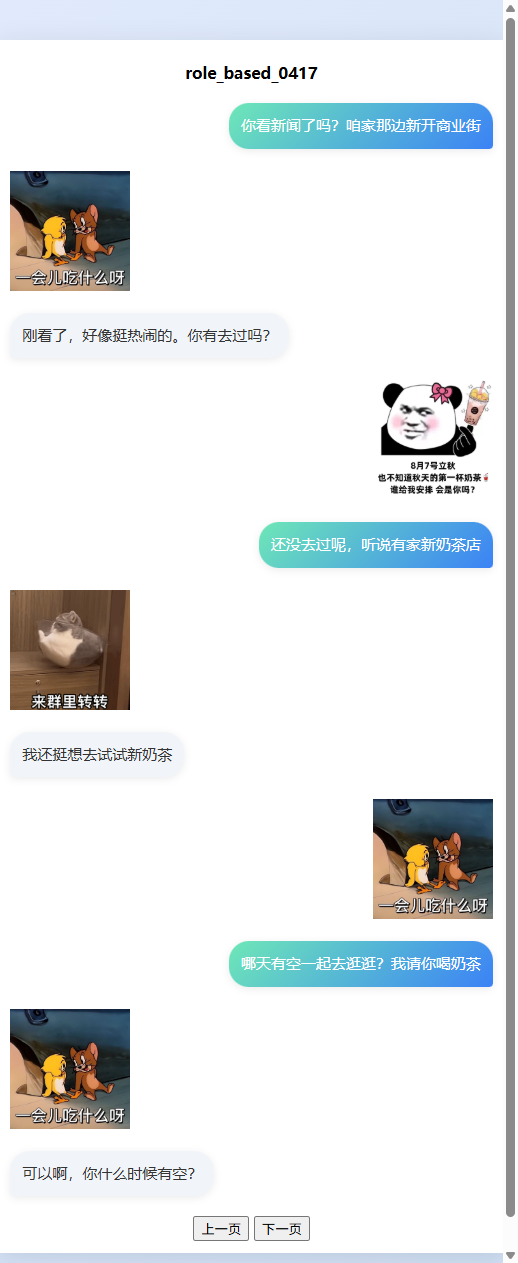 role_based_0417
你看新闻了吗？咱家那边新开商业街
一会儿吃什么呀
刚看了，好像挺热闹的。你有去过吗？
8月7号立秋
也不知道秋天的第一杯奶茶
谁给我安排 会是你吗？
还没去过呢，听说有家新奶茶店
来群里转转
我还挺想去试试新奶茶
一会儿吃什么呀
哪天有空一起去逛逛？我请你喝奶茶
一会儿吃什么呀
可以啊，你什么时候有空？
上一页 下一页